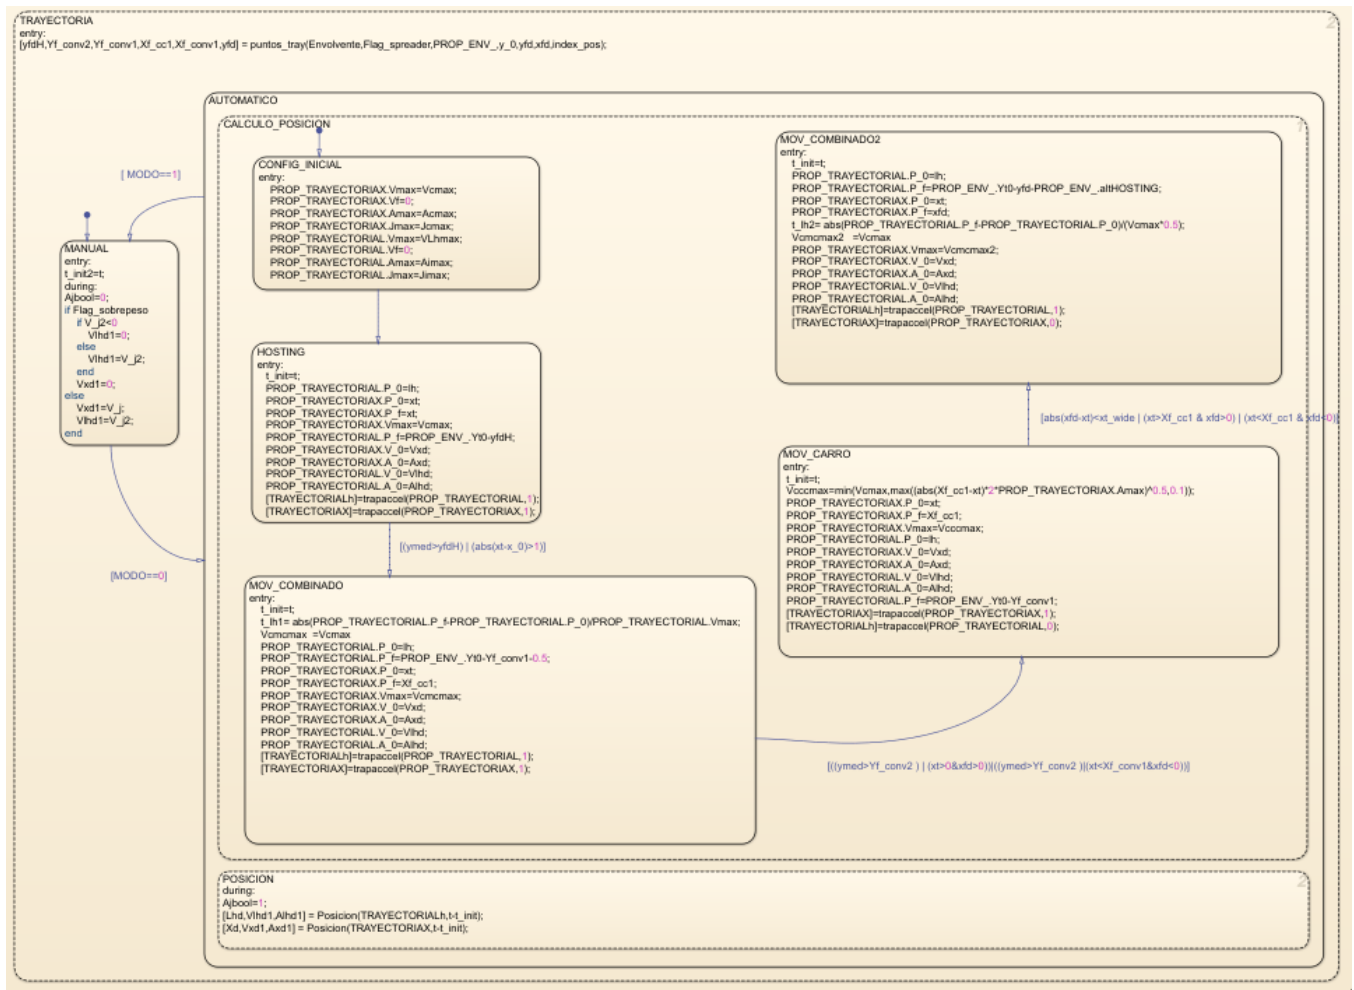 TRAYECTORIA
2
entry:
[yfdH,Yf_conv2,Yf_conv1,Xf_cc1,Xf_conv1,yfd] = puntos_tray(Envolvente,Flag_spreader,PROP_ENV_,y_0,yfd,xfd,index_pos);
[ MODO==1]
MANUAL
entry:
t_init2=t;
during:
Ajbool=0;
if Flag_sobrepeso
if V_j2<0
Vlhd1=0;
else
Vlhd1=V_j2;
end
Vxd1=0;
else
Vxd1=V_j;
Vlhd1=V_j2;
end
[MODO==0]
AUTOMATICO
CALCULO_POSICION
1
CONFIG_INICIAL
entry:
PROP_TRAYECTORIAX.Vmax=Vcmax;
PROP_TRAYECTORIAX.Vf=0;
PROP_TRAYECTORIAX.Amax=Acmax;
PROP_TRAYECTORIAX.Jmax=Jcmax;
PROP_TRAYECTORIAL.Vmax=VLhmax;
PROP_TRAYECTORIAL.Vf=0;
PROP_TRAYECTORIAL.Amax=Aimax;
PROP_TRAYECTORIAL.Jmax=Jimax;
HOSTING
entry:
t_init=t;
PROP_TRAYECTORIAL.P_0=lh;
PROP_TRAYECTORIAX.P_0=xt;
PROP_TRAYECTORIAX.P_f=xt;
PROP_TRAYECTORIAX.Vmax=Vcmax;
PROP_TRAYECTORIAL.P_f=PROP_ENV_.Yt0-yfdH;
PROP_TRAYECTORIAX.V_0=Vxd;
PROP_TRAYECTORIAX.A_0=Axd;
PROP_TRAYECTORIAL.V_0=Vlhd;
PROP_TRAYECTORIAL.A_0=Alhd;
[TRAYECTORIALh]=trapaccel(PROP_TRAYECTORIAL,1);
[TRAYECTORIAX]=trapaccel(PROP_TRAYECTORIAX,1);
[(ymed>yfdH) | (abs(xt-x_0)>1)]
MOV_COMBINADO
entry:
t_init=t;
t_lh1= abs(PROP_TRAYECTORIAL.P_f-PROP_TRAYECTORIAL.P_0)/PROP_TRAYECTORIAL.Vmax;
Vcmcmax =Vcmax
PROP_TRAYECTORIAL.P_0=lh;
PROP_TRAYECTORIAL.P_f=PROP_ENV_.Yt0-Yf_conv1-0.5;
PROP_TRAYECTORIAX.P_0=xt;
PROP_TRAYECTORIAX.P_f=Xf_cc1;
PROP_TRAYECTORIAX.Vmax=Vcmcmax;
PROP_TRAYECTORIAX.V_0=Vxd;
PROP_TRAYECTORIAX.A_0=Axd;
PROP_TRAYECTORIAL.V_0=Vlhd;
PROP_TRAYECTORIAL.A_0=Alhd;
[TRAYECTORIALh]=trapaccel(PROP_TRAYECTORIAL,1);
[TRAYECTORIAX]=trapaccel(PROP_TRAYECTORIAX,1);
[((ymed>Yf_conv2 ) | (xt>0&xfd>0))|((ymed>Yf_conv2 )|(xt<Xf_conv1&xfd<0))]
MOV_CARRO
entry:
t_init=t;
Vcccmax=min(Vcmax,max((abs(Xf_cc1-xt)*2*PROP_TRAYECTORIAX.Amax)^0.5,0.1));
PROP_TRAYECTORIAX.P_0=xt;
PROP_TRAYECTORIAX.P_f=Xf_cc1;
PROP_TRAYECTORIAX.Vmax=Vcccmax;
PROP_TRAYECTORIAL.P_0=lh;
PROP_TRAYECTORIAX.V_0=Vxd;
PROP_TRAYECTORIAX.A_0=Axd;
PROP_TRAYECTORIAL.V_0=Vlhd;
PROP_TRAYECTORIAL.A_0=Alhd;
PROP_TRAYECTORIAL.P_f=PROP_ENV_.Yt0-Yf_conv1;
[TRAYECTORIAX]=trapaccel(PROP_TRAYECTORIAX,1);
[TRAYECTORIALh]=trapaccel(PROP_TRAYECTORIAL,0);
[abs(xfd-xt)<xt_wide | (xt>Xf_cc1 & xfd>0) | (xt<Xf_cc1 & xfd<0)]
MOV_COMBINADO2
entry:
t_init=t;
PROP_TRAYECTORIAL.P_0=lh;
PROP_TRAYECTORIAL.P_f=PROP_ENV_.Yt0-yfd-PROP_ENV_.altHOSTING;
PROP_TRAYECTORIAX.P_0=xt;
PROP_TRAYECTORIAX.P_f=xfd;
t_lh2= abs(PROP_TRAYECTORIAL.P_f-PROP_TRAYECTORIAL.P_0)/(Vcmax*0.5);
Vcmcmax2 =Vcmax
PROP_TRAYECTORIAX.Vmax=Vcmcmax2;
PROP_TRAYECTORIAX.V_0=Vxd;
PROP_TRAYECTORIAX.A_0=Axd;
PROP_TRAYECTORIAL.V_0=Vlhd;
PROP_TRAYECTORIAL.A_0=Alhd;
[TRAYECTORIALh]=trapaccel(PROP_TRAYECTORIAL,1);
[TRAYECTORIAX]=trapaccel(PROP_TRAYECTORIAX,0);
POSICION
2
during:
Ajbool=1;
[Lhd,Vlhd1,Alhd1] = Posicion(TRAYECTORIALh,t-t_init);
[Xd,Vxd1,Axd1] = Posicion(TRAYECTORIAX,t-t_init);